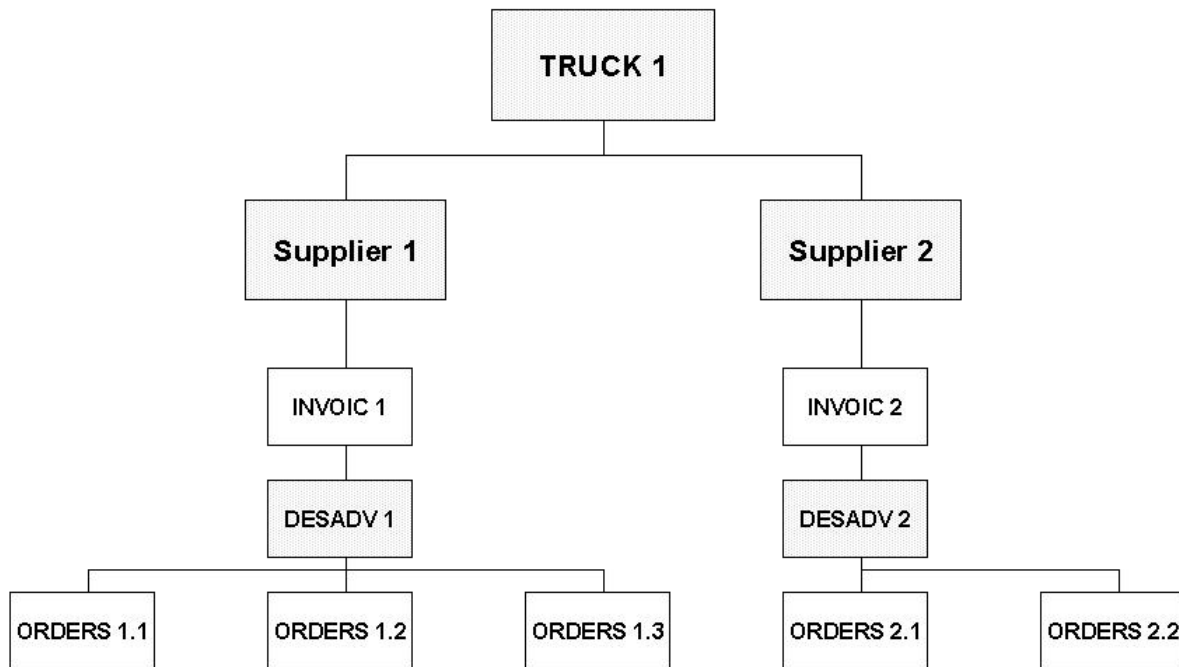 TRUCK 1
Supplier 1
Supplier 2
INVOIC 1
INVOIC 2
DESADV 1
DESADV 2
ORDERS 1.1
ORDERS 1.2
ORDERS 1.3
ORDERS 2.1
ORDERS 2.2